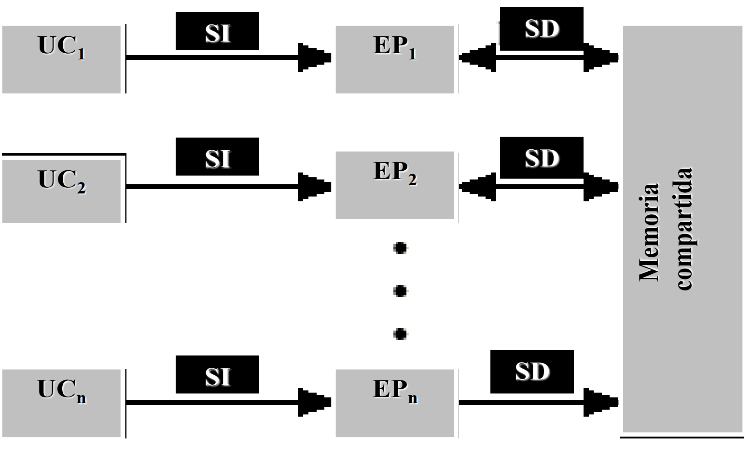 UC₁ SI EP₁ SD
UC₂ SI EP₂ SD
Memoria
compartida
UCₙ SI EPₙ SD